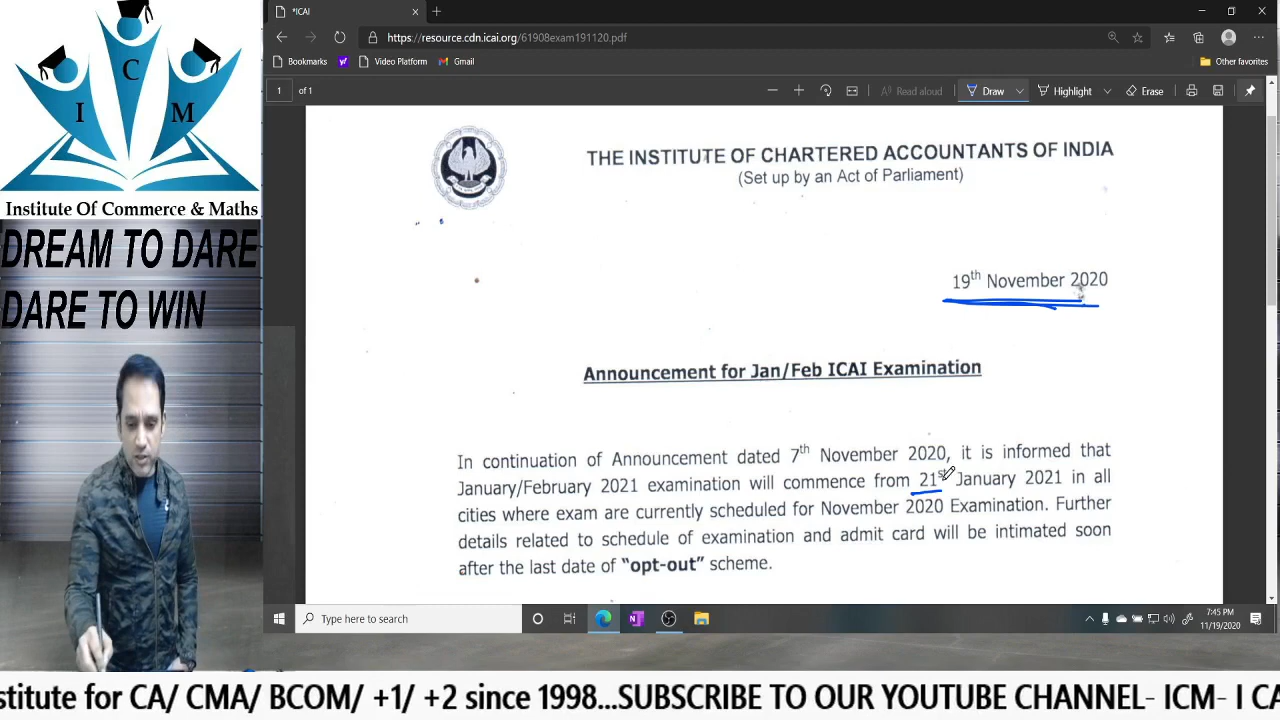 *ICAI
https://resource.cdn.icai.org/61908exam191120.pdf
Bookmarks Video Platform Gmail Other favorites
1 of 1 Read aloud Draw Highlight Erase
I C M
Institute Of Commerce & Maths
DREAM TO DARE
DARE TO WIN
THE INSTITUTE OF CHARTERED ACCOUNTANTS OF INDIA
(Set up by an Act of Parliament)
19th November 2020
Announcement for Jan/Feb ICAI Examination
In continuation of Announcement dated 7th November 2020, it is informed that
January/February 2021 examination will commence from 21st January 2021 in all
cities where exam are currently scheduled for November 2020 Examination. Further
details related to schedule of examination and admit card will be intimated soon
after the last date of "opt-out" scheme.
Type here to search
7:45 PM
11/19/2020
stitute for CA/ CMA/ BCOM/ +1/ +2 since 1998...SUBSCRIBE TO OUR YOUTUBE CHANNEL- ICM- I CA